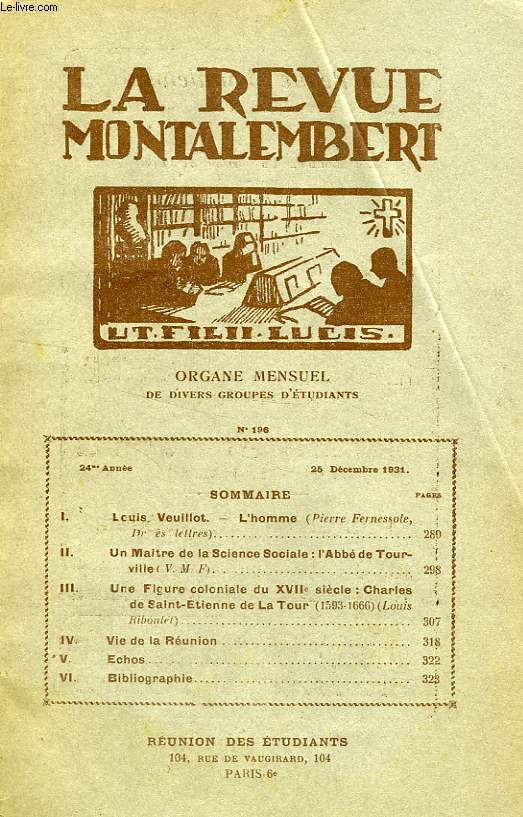 Le-livre.com
LA REVUE
MONTALEMBERT
UT·FILII·LUCIS·
ORGANE MENSUEL
DE DIVERS GROUPES D'ÉTUDIANTS
N° 196
24me Année 25 Décembre 1931.
SOMMAIRE PAGES
I. Louis Veuillot. – L'homme (Pierre Fernessole,
Dr ès lettres) 289
II. Un Maître de la Science Sociale : l'Abbé de Tour-
ville (V. M. F) 298
III. Une Figure coloniale du XVIIe siècle : Charles
de Saint-Étienne de La Tour (1593-1666) (Louis
Riboulet) 307
IV. Vie de la Réunion 318
V. Echos 322
VI. Bibliographie 323
RÉUNION DES ÉTUDIANTS
104, RUE DE VAUGIRARD, 104
PARIS-6e